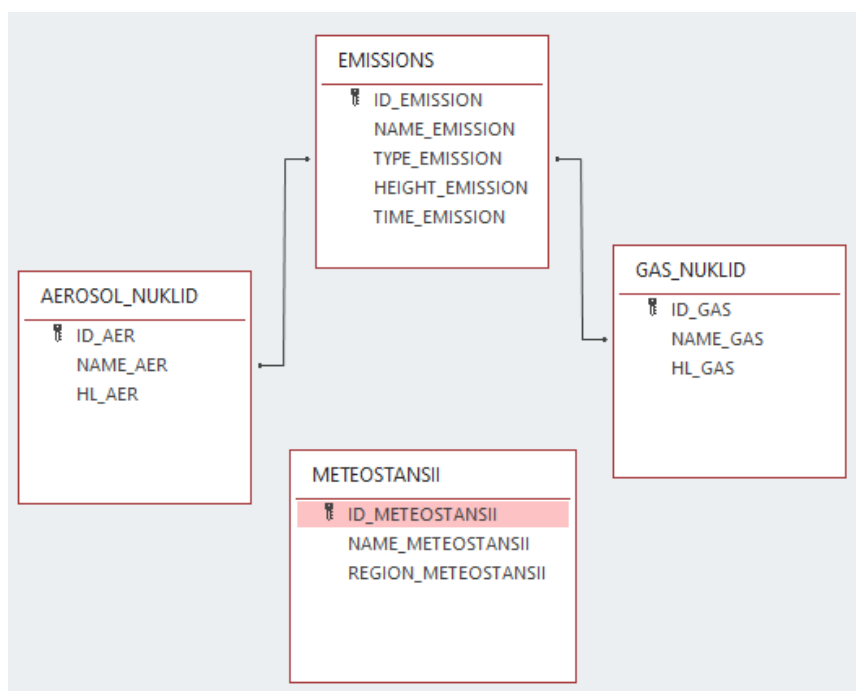 EMISSIONS
ID_EMISSION
NAME_EMISSION
TYPE_EMISSION
HEIGHT_EMISSION
TIME_EMISSION
AEROSOL_NUKLID
ID_AER
NAME_AER
HL_AER
GAS_NUKLID
ID_GAS
NAME_GAS
HL_GAS
METEOSTANSII
ID_METEOSTANSII
NAME_METEOSTANSII
REGION_METEOSTANSII